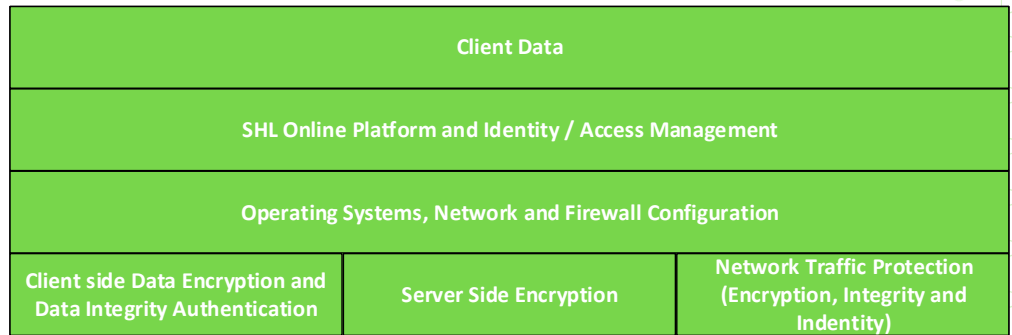 Client Data
SHL Online Platform and Identity / Access Management
Operating Systems, Network and Firewall Configuration
Client side Data Encryption and
Data Integrity Authentication
Server Side Encryption
Network Traffic Protection
(Encryption, Integrity and
Indentity)